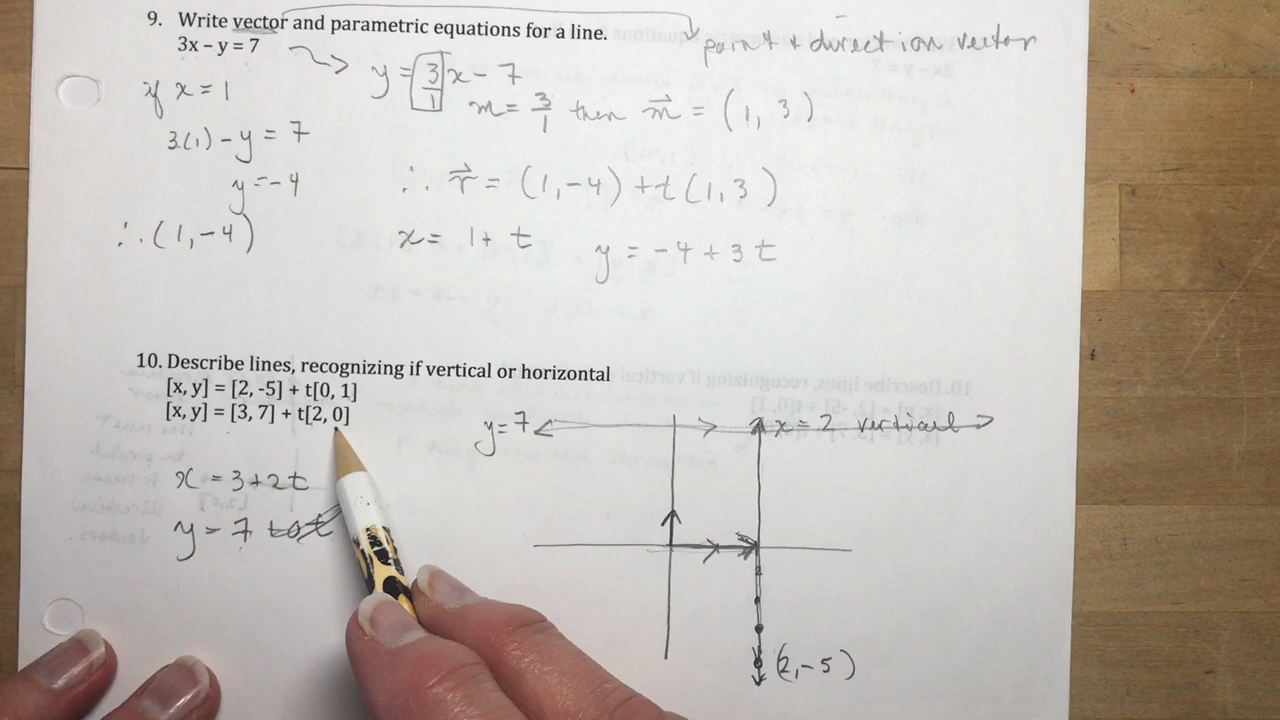 9. Write vector and parametric equations for a line.
3x – y = 7
point + direction vector
y = 3/1 x - 7
if x = 1
m = 3/1 then m⃗ = (1, 3)
3(1) - y = 7
y = -4
∴ r⃗ = (1, -4) + t(1, 3)
∴ (1, -4)
x = 1 + t
y = -4 + 3t
10. Describe lines, recognizing if vertical or horizontal
[x, y] = [2, -5] + t[0, 1]
[x, y] = [3, 7] + t[2, 0]
y = 7
x = 2 vertical
x = 3 + 2t
y = 7 + 0t
(2, -5)